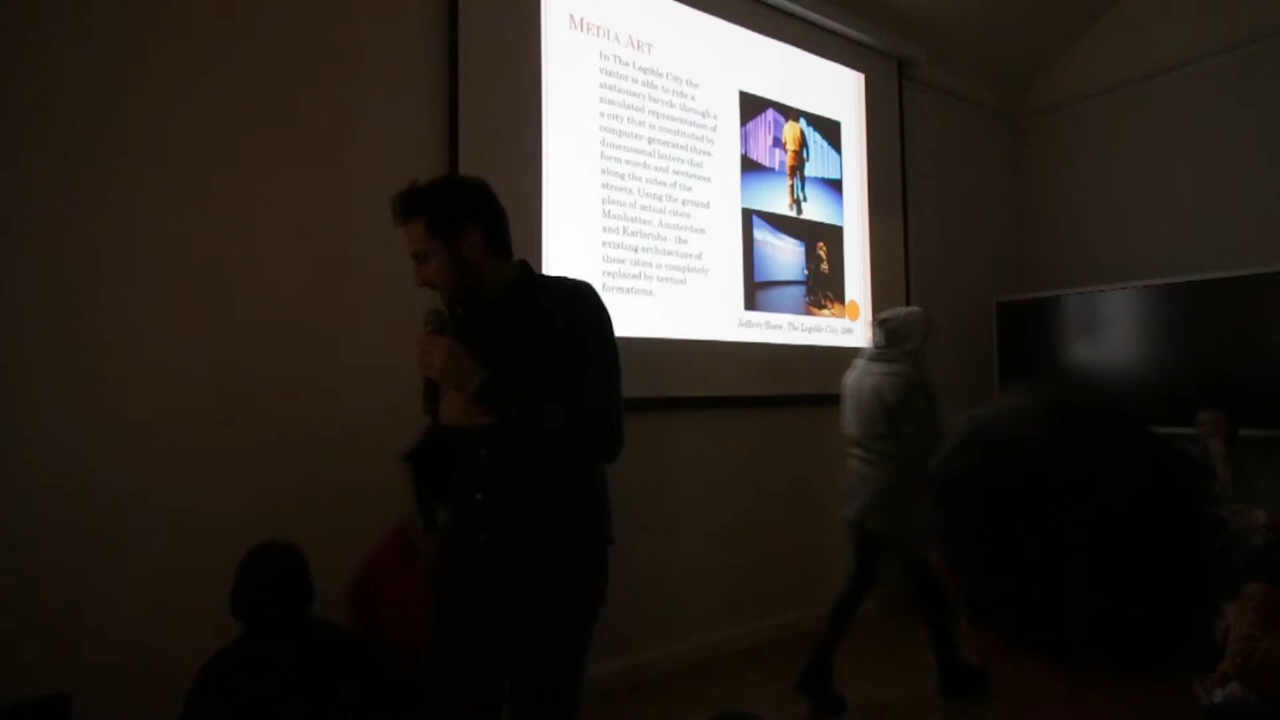 MEDIA ART
In The Legible City the
visitor is able to ride a
stationary bicycle through a
simulated representation of
a city that is constituted by
computer-generated three-
dimensional letters that
form words and sentences
along the sides of the
streets. Using the ground
plans of actual cities -
Manhattan, Amsterdam
and Karlsruhe - the
existing architecture of
these cities is completely
replaced by textual
formations.
Jeffrey Shaw, The Legible City, 1989